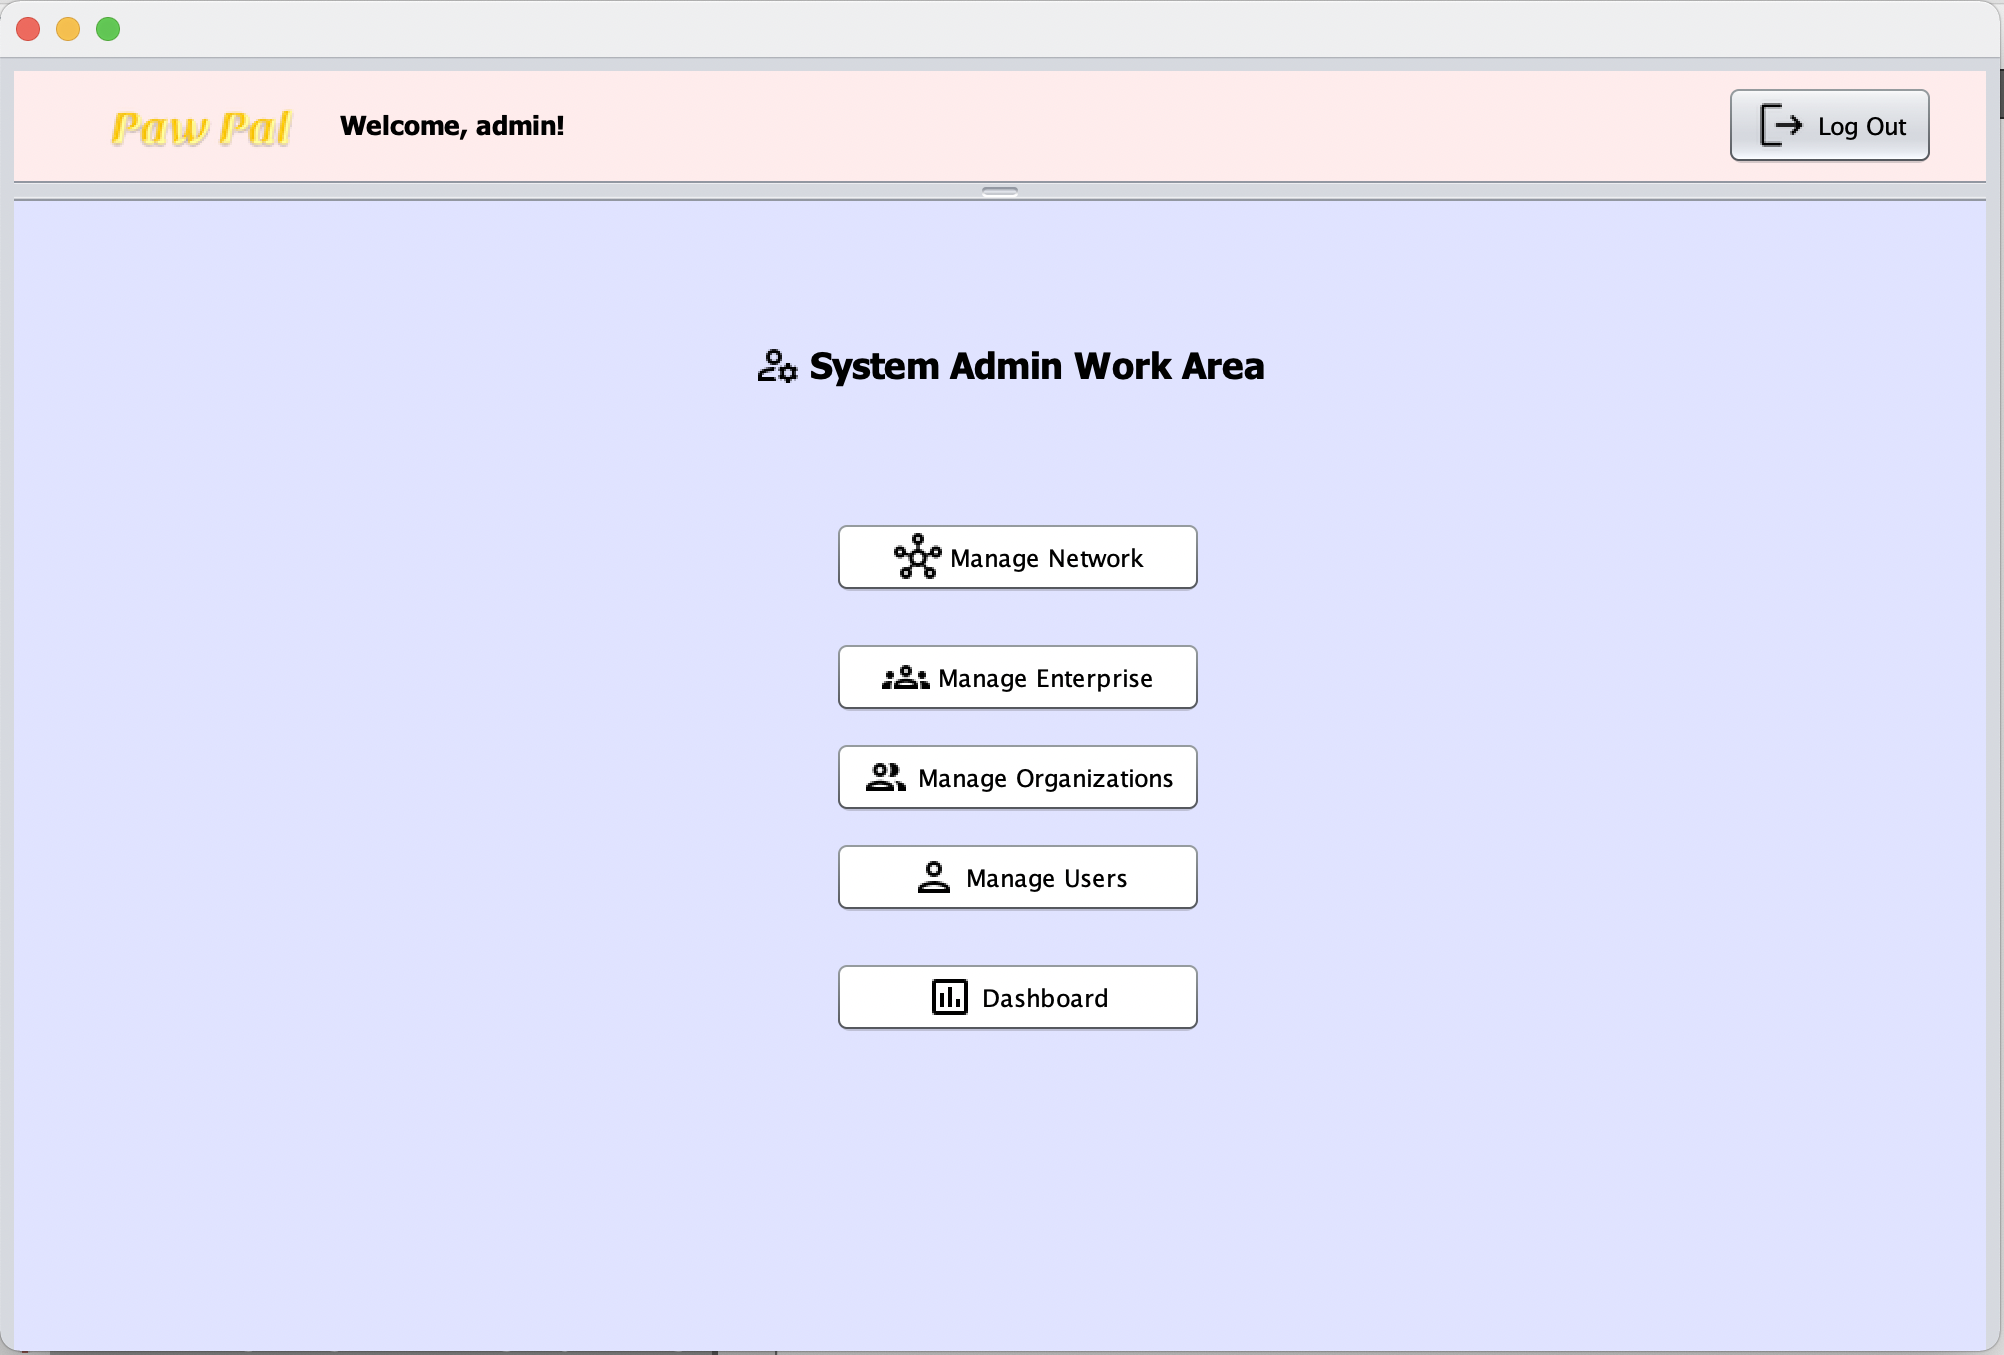 Paw Pal
Welcome, admin!
Log Out
System Admin Work Area
Manage Network
Manage Enterprise
Manage Organizations
Manage Users
Dashboard